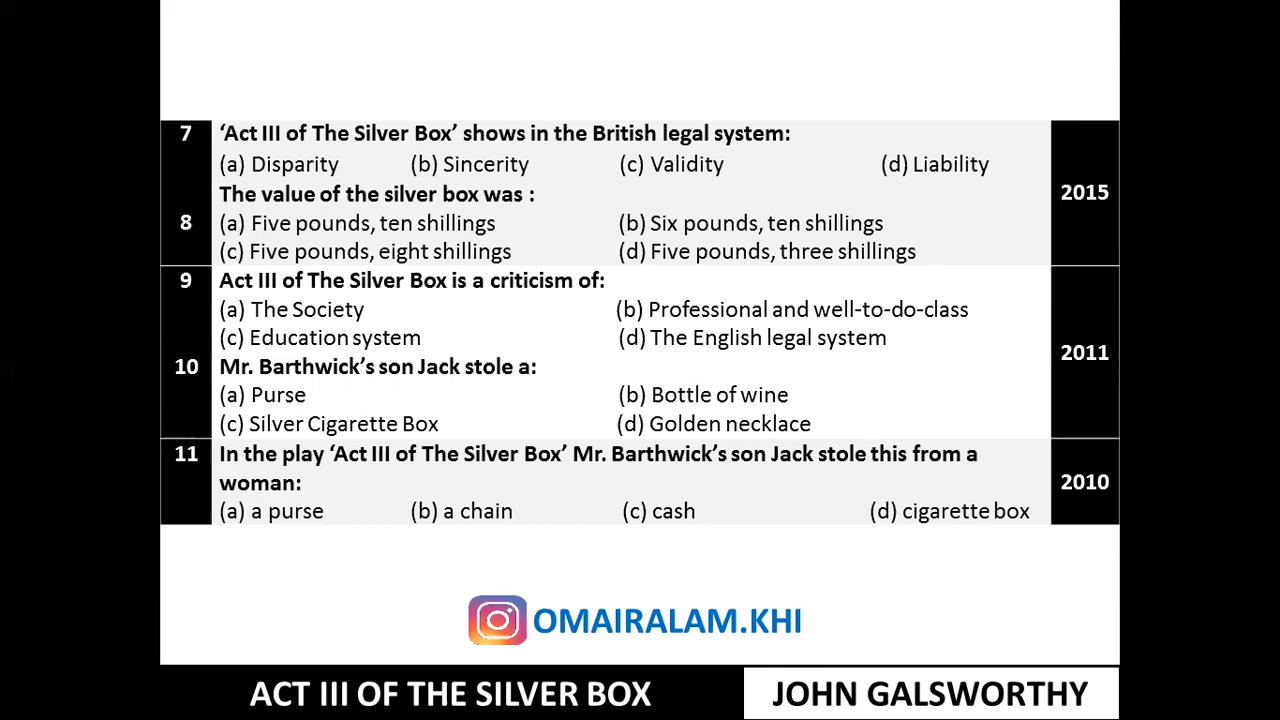 7 ‘Act III of The Silver Box’ shows in the British legal system:
(a) Disparity (b) Sincerity (c) Validity (d) Liability
The value of the silver box was :
8 (a) Five pounds, ten shillings (b) Six pounds, ten shillings
(c) Five pounds, eight shillings (d) Five pounds, three shillings
2015
9 Act III of The Silver Box is a criticism of:
(a) The Society (b) Professional and well-to-do-class
(c) Education system (d) The English legal system
10 Mr. Barthwick’s son Jack stole a:
(a) Purse (b) Bottle of wine
(c) Silver Cigarette Box (d) Golden necklace
2011
11 In the play ‘Act III of The Silver Box’ Mr. Barthwick’s son Jack stole this from a
woman:
(a) a purse (b) a chain (c) cash (d) cigarette box
2010
OMAIRALAM.KHI
ACT III OF THE SILVER BOX JOHN GALSWORTHY